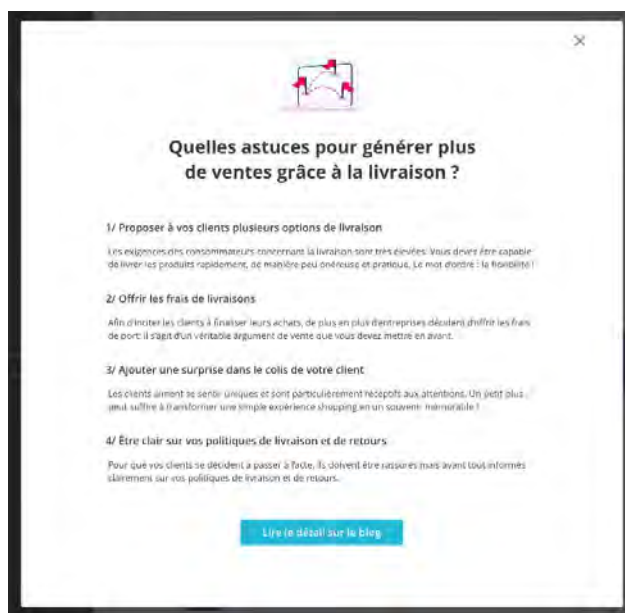 Quelles astuces pour générer plus
de ventes grâce à la livraison ?
1/ Proposer à vos clients plusieurs options de livraison
Les exigences des consommateurs concernant la livraison sont très élevées. Vous devez être capable
de livrer les produits rapidement, de manière peu onéreuse et pratique. Le mot d'ordre : la flexibilité !
2/ Offrir les frais de livraisons
Afin d'inciter les clients à finaliser leurs achats, de plus en plus d'entreprises décident d'offrir les frais
de port: il s'agit d'un véritable argument de vente que vous devez mettre en avant.
3/ Ajouter une surprise dans le colis de votre client
Les clients aiment se sentir uniques et sont particulièrement réceptifs aux attentions. Un petit plus
peut suffire à transformer une simple expérience shopping en un souvenir mémorable !
4/ Être clair sur vos politiques de livraison et de retours
Pour que vos clients se décident à passer à l'acte, ils doivent être rassurés mais avant tout informés
clairement sur vos politiques de livraison et de retours.
Lire le détail sur le blog